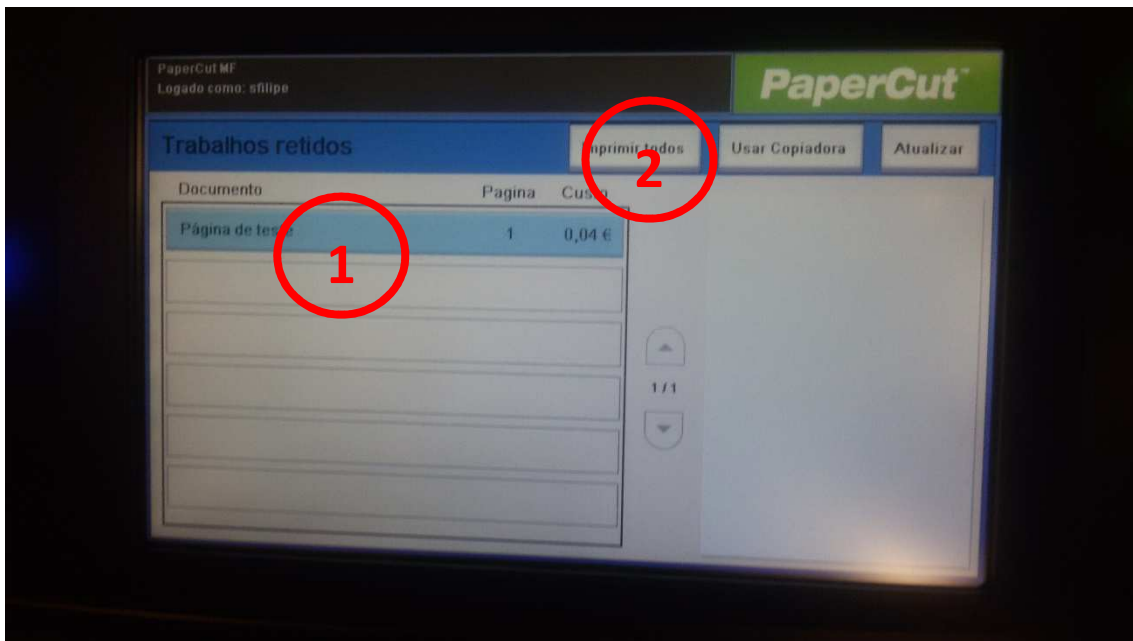 PaperCut MF
Logado como: sfilipe
PaperCut™
Trabalhos retidos
Imprimir todos
2
Usar Copiadora
Atualizar
Documento
Pagina
Custo
Página de teste
1
0,04 €
1
1/1